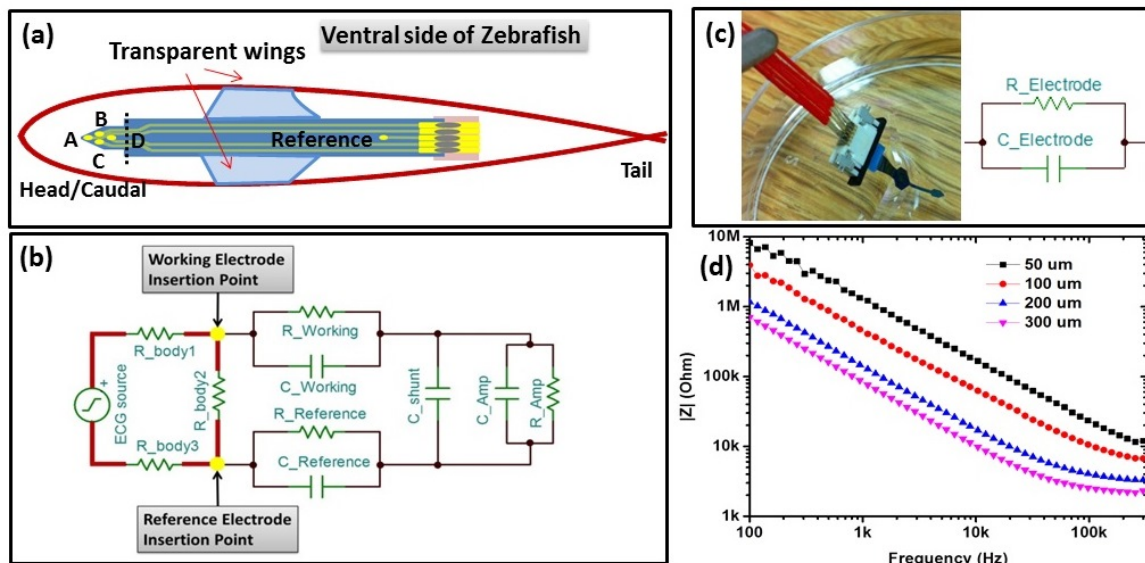 (a)
Ventral side of Zebrafish
Transparent wings
B
A
D
Reference
C
Head/Caudal
Tail
(b)
Working Electrode
Insertion Point
R_body1
R_Working
C_Working
ECG source
+
R_body2
C_shunt
C_Amp
R_Amp
R_Reference
R_body3
C_Reference
Reference Electrode
Insertion Point
(c)
R_Electrode
C_Electrode
(d)
10M
50 um
100 um
200 um
300 um
1M
|Z| (Ohm)
100k
10k
1k
100
1k
10k
100k
Frequency (Hz)